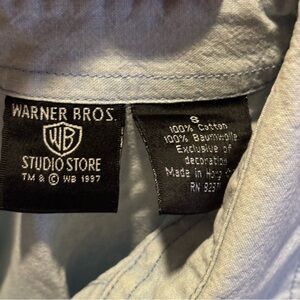 WARNER BROS.
WB
STUDIO STORE
TM & © WB 1997
S
100% Cotton
100% Baumwolle
Exclusive of
decoration
Made in Hong
RN